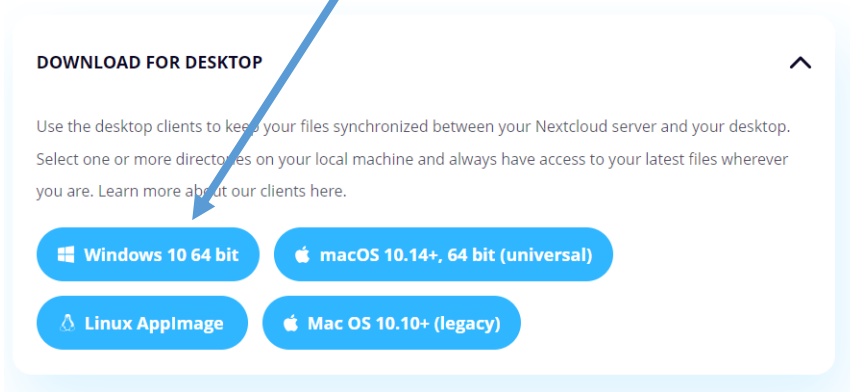 DOWNLOAD FOR DESKTOP
Use the desktop clients to keep your files synchronized between your Nextcloud server and your desktop.
Select one or more directories on your local machine and always have access to your latest files wherever
you are. Learn more about our clients here.
Windows 10 64 bit
macOS 10.14+, 64 bit (universal)
Linux AppImage
Mac OS 10.10+ (legacy)